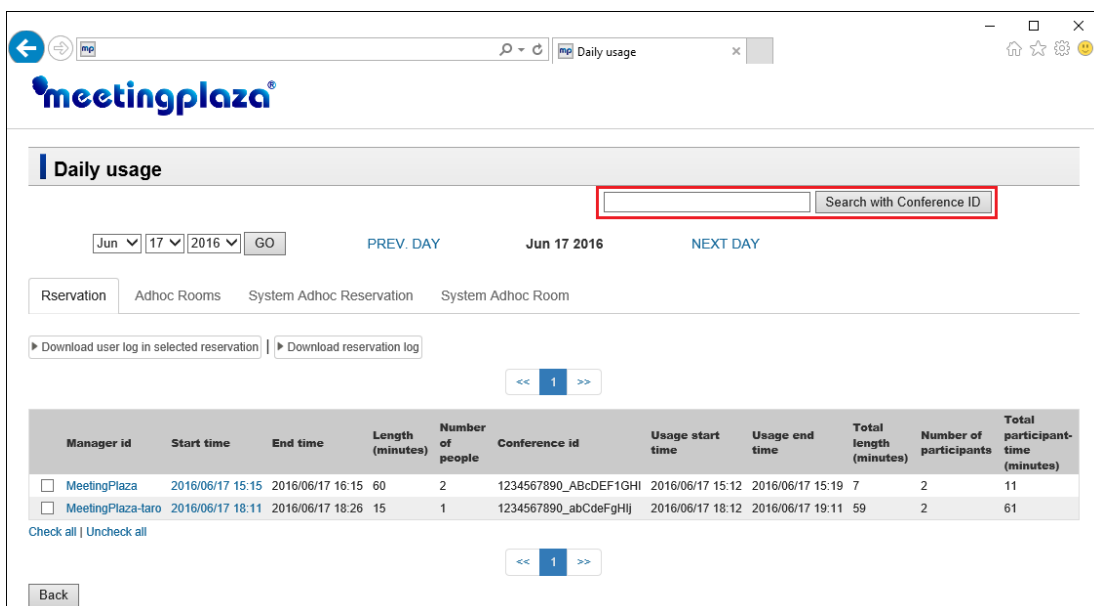 mp
mp Daily usage
meetingplaza®
Daily usage
Search with Conference ID
Jun 17 2016 GO PREV. DAY Jun 17 2016 NEXT DAY
Rservation Adhoc Rooms System Adhoc Reservation System Adhoc Room
Download user log in selected reservation | Download reservation log
<< 1 >>
Manager id Start time End time Length (minutes) Number of people Conference id Usage start time Usage end time Total length (minutes) Number of participants Total participant-time (minutes)
MeetingPlaza 2016/06/17 15:15 2016/06/17 16:15 60 2 1234567890_ABcDEF1GHI 2016/06/17 15:12 2016/06/17 15:19 7 2 11
MeetingPlaza-taro 2016/06/17 18:11 2016/06/17 18:26 15 1 1234567890_abCdeFgHIj 2016/06/17 18:12 2016/06/17 19:11 59 2 61
Check all | Uncheck all
<< 1 >>
Back